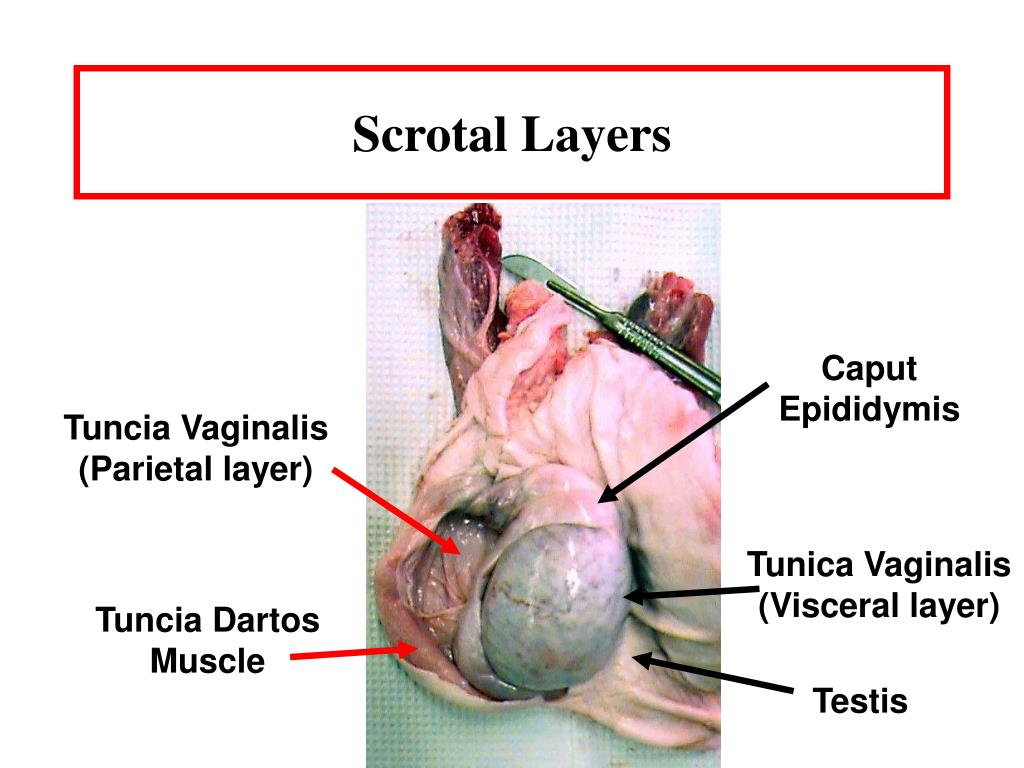 Scrotal Layers
Caput
Epididymis
Tuncia Vaginalis
(Parietal layer)
Tunica Vaginalis
(Visceral layer)
Tuncia Dartos
Muscle
Testis